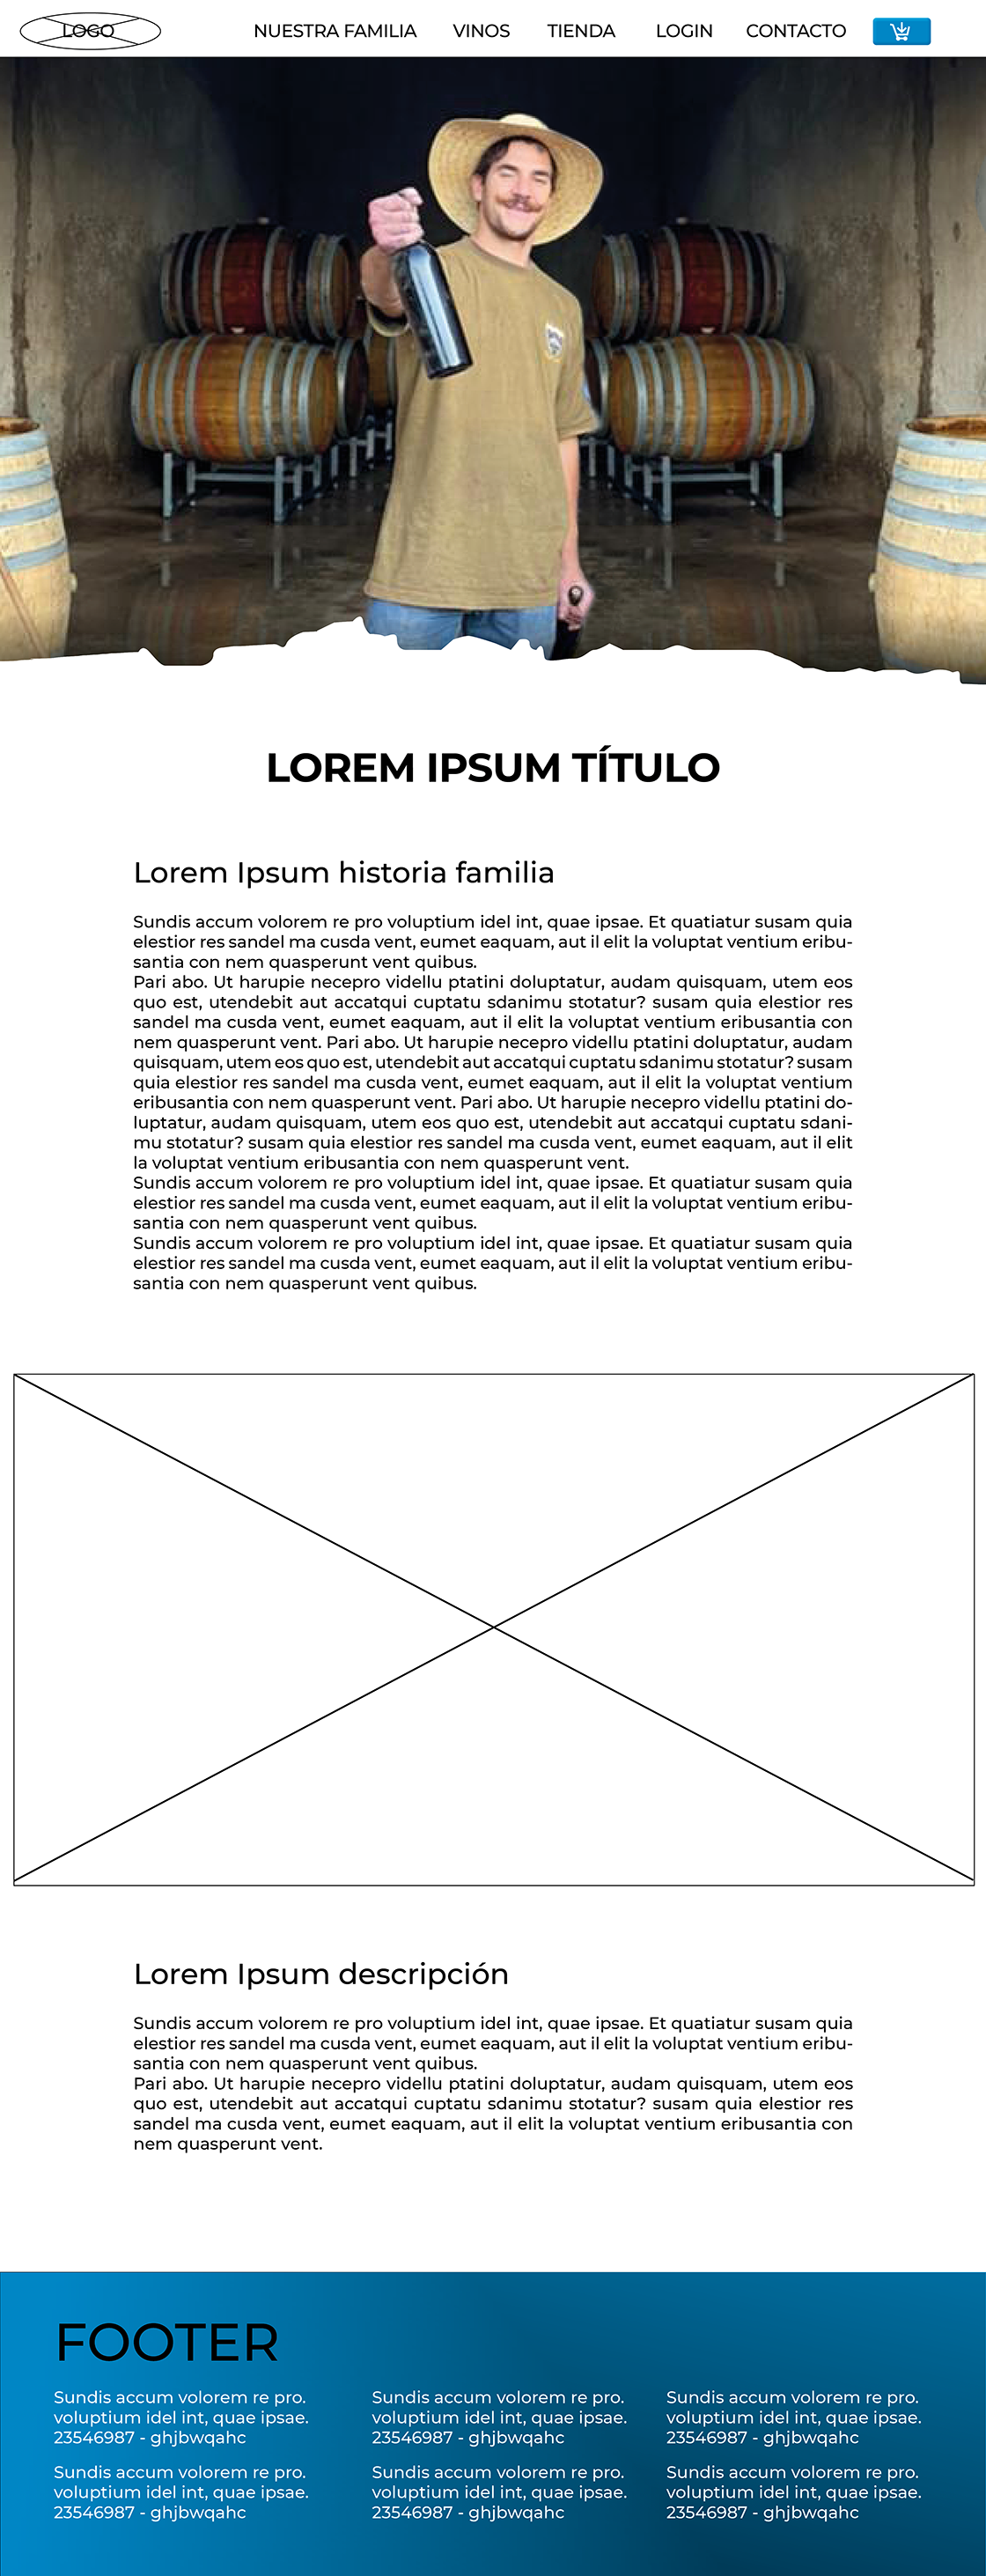 LOGO
NUESTRA FAMILIA
VINOS
TIENDA
LOGIN
CONTACTO
LOREM IPSUM TÍTULO
Lorem Ipsum historia familia
Sundis accum volorem re pro voluptium idel int, quae ipsae. Et quatiatur susam quia
elestior res sandel ma cusda vent, eumet eaquam, aut il elit la voluptat ventium eribu-
santia con nem quasperunt vent quibus.
Pari abo. Ut harupie necepro videllu ptatini doluptatur, audam quisquam, utem eos
quo est, utendebit aut accatqui cuptatu sdanimu stotatur? susam quia elestior res
sandel ma cusda vent, eumet eaquam, aut il elit la voluptat ventium eribusantia con
nem quasperunt vent. Pari abo. Ut harupie necepro videllu ptatini doluptatur, audam
quisquam, utem eos quo est, utendebit aut accatqui cuptatu sdanimu stotatur? susam
quia elestior res sandel ma cusda vent, eumet eaquam, aut il elit la voluptat ventium
eribusantia con nem quasperunt vent. Pari abo. Ut harupie necepro videllu ptatini do-
luptatur, audam quisquam, utem eos quo est, utendebit aut accatqui cuptatu sdani-
mu stotatur? susam quia elestior res sandel ma cusda vent, eumet eaquam, aut il elit
la voluptat ventium eribusantia con nem quasperunt vent.
Sundis accum volorem re pro voluptium idel int, quae ipsae. Et quatiatur susam quia
elestior res sandel ma cusda vent, eumet eaquam, aut il elit la voluptat ventium eribu-
santia con nem quasperunt vent quibus.
Sundis accum volorem re pro voluptium idel int, quae ipsae. Et quatiatur susam quia
elestior res sandel ma cusda vent, eumet eaquam, aut il elit la voluptat ventium eribu-
santia con nem quasperunt vent quibus.
Lorem Ipsum descripción
Sundis accum volorem re pro voluptium idel int, quae ipsae. Et quatiatur susam quia
elestior res sandel ma cusda vent, eumet eaquam, aut il elit la voluptat ventium eribu-
santia con nem quasperunt vent quibus.
Pari abo. Ut harupie necepro videllu ptatini doluptatur, audam quisquam, utem eos
quo est, utendebit aut accatqui cuptatu sdanimu stotatur? susam quia elestior res
sandel ma cusda vent, eumet eaquam, aut il elit la voluptat ventium eribusantia con
nem quasperunt vent.
FOOTER
Sundis accum volorem re pro.
voluptium idel int, quae ipsae.
23546987 - ghjbwqahc
Sundis accum volorem re pro.
voluptium idel int, quae ipsae.
23546987 - ghjbwqahc
Sundis accum volorem re pro.
voluptium idel int, quae ipsae.
23546987 - ghjbwqahc
Sundis accum volorem re pro.
voluptium idel int, quae ipsae.
23546987 - ghjbwqahc
Sundis accum volorem re pro.
voluptium idel int, quae ipsae.
23546987 - ghjbwqahc
Sundis accum volorem re pro.
voluptium idel int, quae ipsae.
23546987 - ghjbwqahc